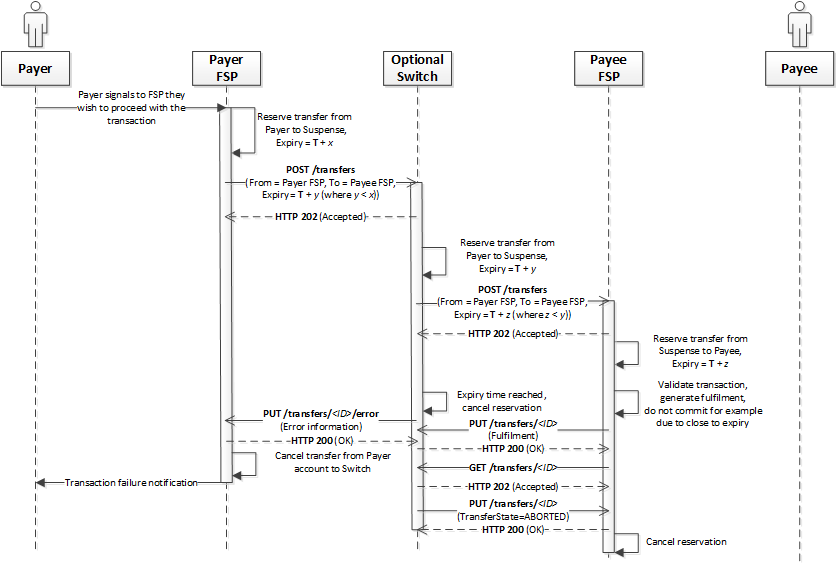 Payer
Payer
FSP
Optional
Switch
Payee
FSP
Payee
Payer signals to FSP they
wish to proceed with the
transaction
Reserve transfer from
Payer to Suspense,
Expiry = T + x
POST /transfers
(From = Payer FSP, To = Payee FSP,
Expiry = T + y (where y < x))
HTTP 202 (Accepted)
Reserve transfer from
Payer to Suspense,
Expiry = T + y
POST /transfers
(From = Payer FSP, To = Payee FSP,
Expiry = T + z (where z < y))
HTTP 202 (Accepted)
Reserve transfer from
Suspense to Payee,
Expiry = T + z
Validate transaction,
generate fulfilment,
do not commit for example
due to close to expiry
Expiry time reached,
cancel reservation
PUT /transfers/<ID>/error
(Error information)
PUT /transfers/<ID>
(Fulfilment)
HTTP 200 (OK)
HTTP 200 (OK)
Cancel transfer from Payer
account to Switch
GET /transfers/<ID>
Transaction failure notification
HTTP 202 (Accepted)
PUT /transfers/<ID>
(TransferState=ABORTED)
HTTP 200 (OK)
Cancel reservation